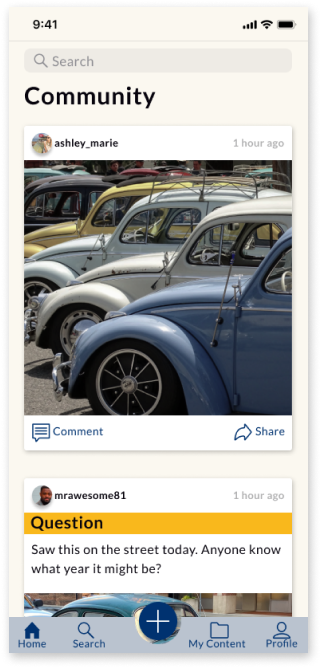 9:41
Search
Community
ashley_marie 1 hour ago
Comment Share
mrawesome81 1 hour ago
Question
Saw this on the street today. Anyone know
what year it might be?
Home Search My Content Profile